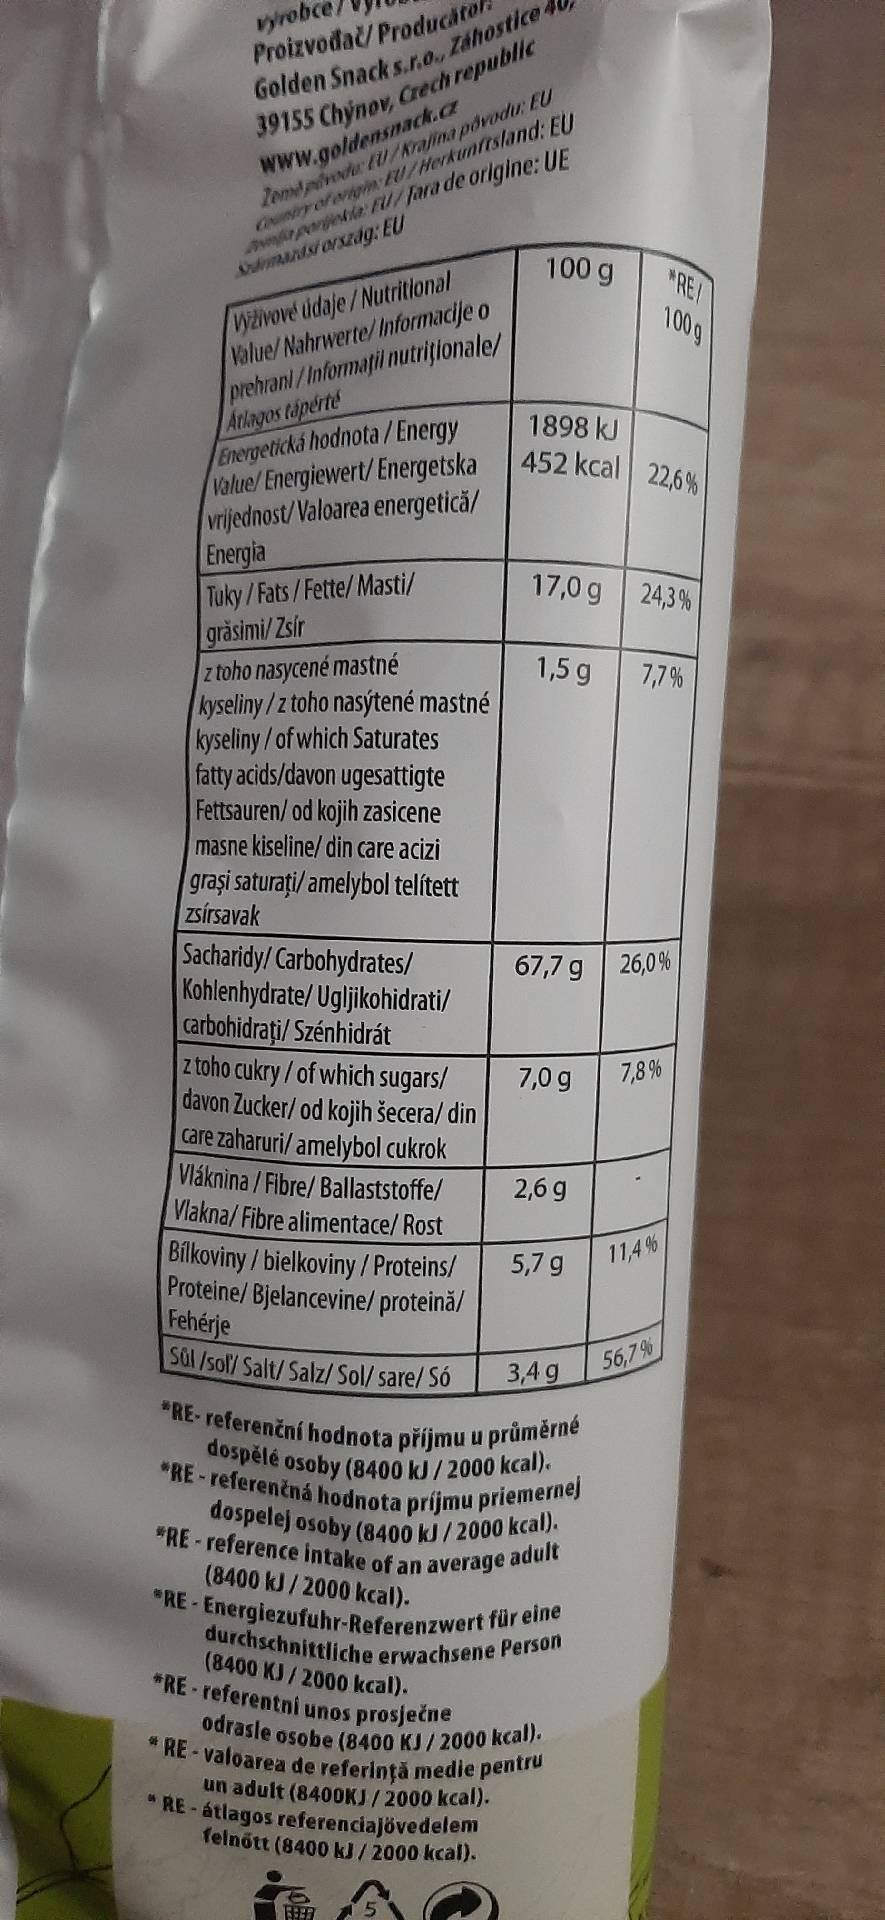 Proizvođač/ Producător:
Golden Snack s.r.o., Záhostice 40,
39155 Chýnov, Czech republic
www.goldensnack.cz
Země původu: EU / Krajina pôvodu: EU
Country of origin: EU / Herkunftsland: EU
Zemlja porijekla: EU / Țara de origine: UE
Származási ország: EU
Výživové údaje / Nutritional
Value/ Nahrwerte/ Informacije o
prehrani / Informaţii nutriţionale/
Átlagos tápérté
100 g
*RE /
100 g
Energetická hodnota / Energy
Value/ Energiewert/ Energetska
vrijednost/ Valoarea energetică/
Energia
1898 kJ
452 kcal
22,6 %
Tuky / Fats / Fette/ Masti/
grăsimi/ Zsír
17,0 g
24,3 %
z toho nasycené mastné
kyseliny / z toho nasýtené mastné
kyseliny / of which Saturates
fatty acids/davon ugesattigte
Fettsauren/ od kojih zasicene
masne kiseline/ din care acizi
grași saturați/ amelybol telített
zsírsavak
1,5 g
7,7 %
Sacharidy/ Carbohydrates/
Kohlenhydrate/ Ugljikohidrati/
carbohidrați/ Szénhidrát
67,7 g
26,0 %
z toho cukry / of which sugars/
davon Zucker/ od kojih šecera/ din
care zaharuri/ amelybol cukrok
7,0 g
7,8 %
Vláknina / Fibre/ Ballaststoffe/
Vlakna/ Fibre alimentace/ Rost
2,6 g
-
Bílkoviny / bielkoviny / Proteins/
Proteine/ Bjelancevine/ proteină/
Fehérje
5,7 g
11,4 %
Sůl /soľ/ Salt/ Salz/ Sol/ sare/ Só
3,4 g
56,7 %
*RE- referenční hodnota příjmu u průměrné
dospělé osoby (8400 kJ / 2000 kcal).
*RE - referenčná hodnota príjmu priemernej
dospelej osoby (8400 kJ / 2000 kcal).
*RE - reference intake of an average adult
(8400 kJ / 2000 kcal).
*RE - Energiezufuhr-Referenzwert für eine
durchschnittliche erwachsene Person
(8400 KJ / 2000 kcal).
*RE - referentni unos prosječne
odrasle osobe (8400 KJ / 2000 kcal).
* RE - valoarea de referință medie pentru
un adult (8400KJ / 2000 kcal).
* RE - átlagos referenciajövedelem
felnőtt (8400 kJ / 2000 kcal).
5